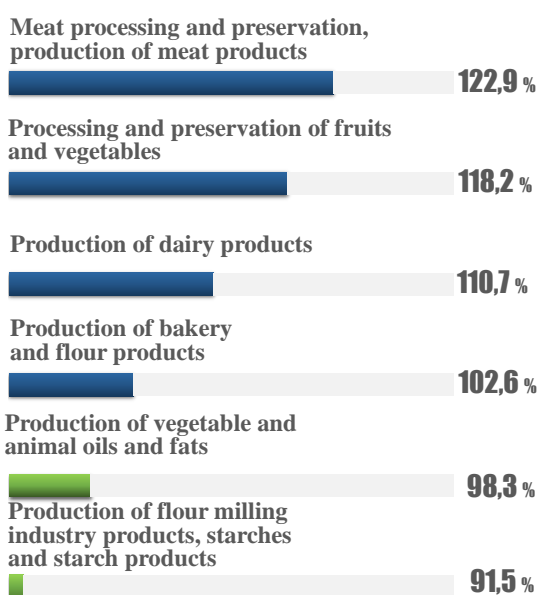 Meat processing and preservation,
production of meat products
122,9 %
Processing and preservation of fruits
and vegetables
118,2 %
Production of dairy products
110,7 %
Production of bakery
and flour products
102,6 %
Production of vegetable and
animal oils and fats
98,3 %
Production of flour milling
industry products, starches
and starch products
91,5 %